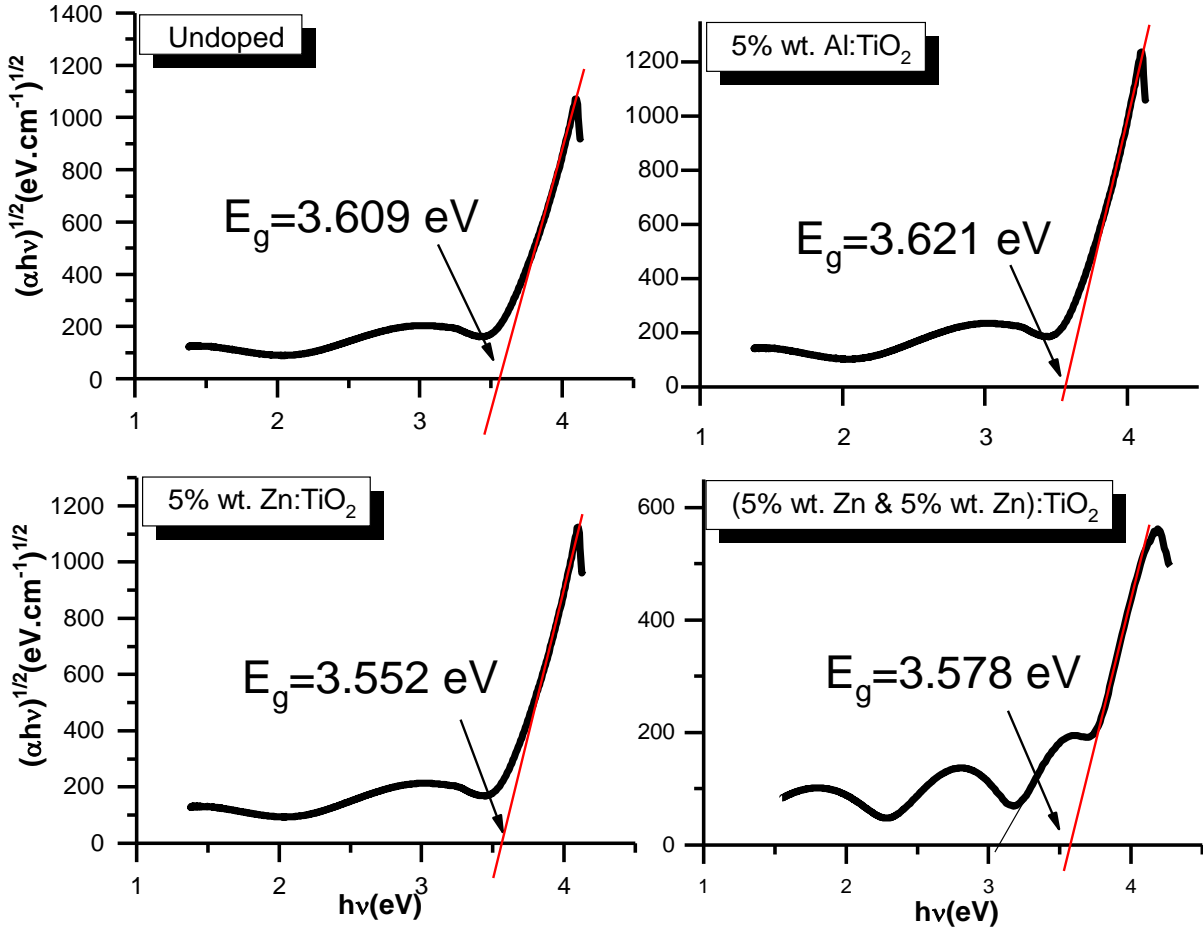 Undoped
1400
1200
1000
800
600
400
200
0
(αhν)^1/2(eV.cm^-1)^1/2
E_g=3.609 eV
1 2 3 4
5% wt. Al:TiO₂
1200
1000
800
600
400
200
0
E_g=3.621 eV
1 2 3 4
5% wt. Zn:TiO₂
1200
1000
800
600
400
200
0
(αhν)^1/2(eV.cm^-1)^1/2
E_g=3.552 eV
1 2 3 4
hν(eV)
(5% wt. Zn & 5% wt. Zn):TiO₂
600
400
200
0
E_g=3.578 eV
1 2 3 4
hν(eV)